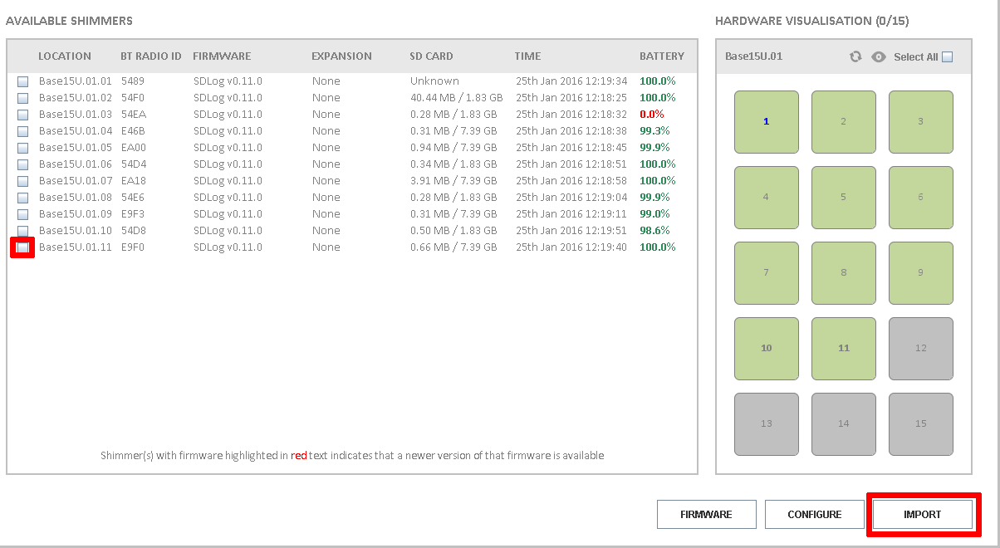 AVAILABLE SHIMMERS
LOCATION BT RADIO ID FIRMWARE EXPANSION SD CARD TIME BATTERY
Base15U.01.01 5489 SDLog v0.11.0 None Unknown 25th Jan 2016 12:19:34 100.0%
Base15U.01.02 54F0 SDLog v0.11.0 None 40.44 MB / 1.83 GB 25th Jan 2016 12:18:25 100.0%
Base15U.01.03 54EA SDLog v0.11.0 None 0.28 MB / 1.83 GB 25th Jan 2016 12:18:32 0.0%
Base15U.01.04 E46B SDLog v0.11.0 None 0.31 MB / 7.39 GB 25th Jan 2016 12:18:38 99.3%
Base15U.01.05 EA00 SDLog v0.11.0 None 0.94 MB / 7.39 GB 25th Jan 2016 12:18:45 99.9%
Base15U.01.06 54D4 SDLog v0.11.0 None 0.34 MB / 1.83 GB 25th Jan 2016 12:18:51 100.0%
Base15U.01.07 EA18 SDLog v0.11.0 None 3.91 MB / 7.39 GB 25th Jan 2016 12:18:58 100.0%
Base15U.01.08 54E6 SDLog v0.11.0 None 0.28 MB / 1.83 GB 25th Jan 2016 12:19:04 99.9%
Base15U.01.09 E9F3 SDLog v0.11.0 None 0.31 MB / 7.39 GB 25th Jan 2016 12:19:11 99.0%
Base15U.01.10 54D8 SDLog v0.11.0 None 0.50 MB / 1.83 GB 25th Jan 2016 12:19:51 98.6%
Base15U.01.11 E9F0 SDLog v0.11.0 None 0.66 MB / 7.39 GB 25th Jan 2016 12:19:40 100.0%
Shimmer(s) with firmware highlighted in red text indicates that a newer version of that firmware is available
HARDWARE VISUALISATION (0/15)
Base15U.01 Select All
1 2 3
4 5 6
7 8 9
10 11 12
13 14 15
FIRMWARE CONFIGURE IMPORT